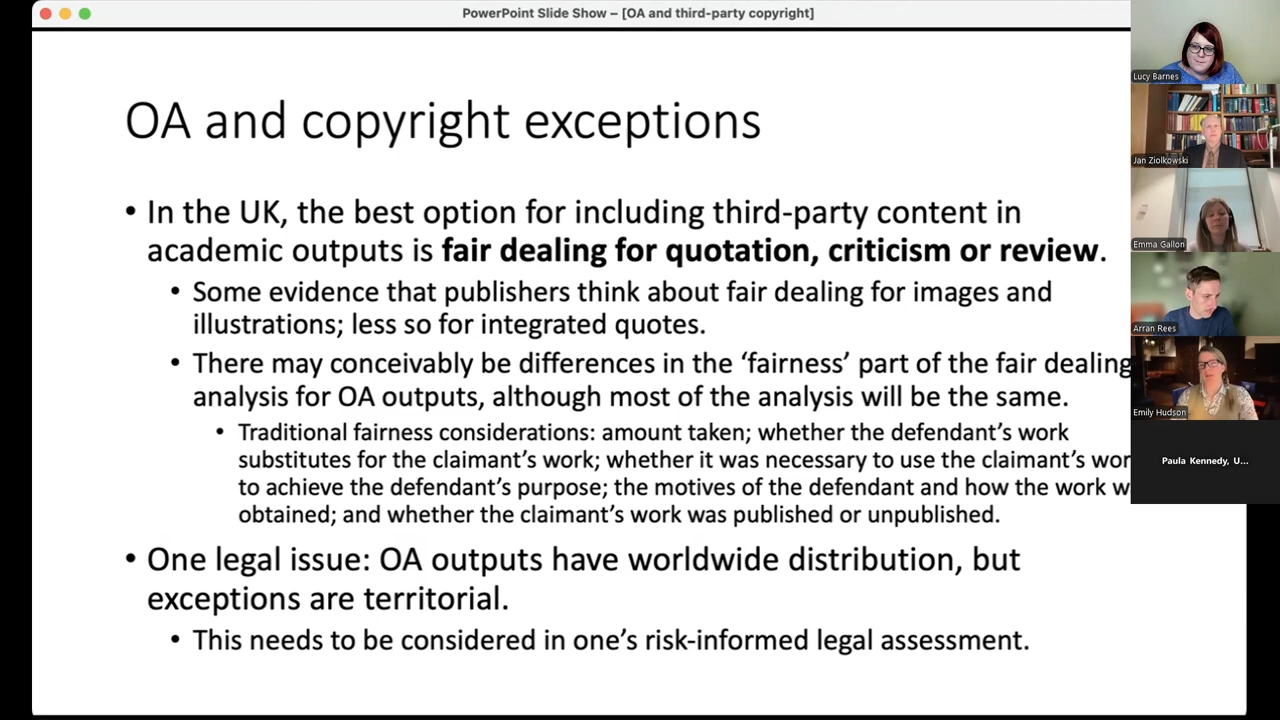 PowerPoint Slide Show – [OA and third-party copyright]
OA and copyright exceptions
• In the UK, the best option for including third-party content in
academic outputs is fair dealing for quotation, criticism or review.
• Some evidence that publishers think about fair dealing for images and
illustrations; less so for integrated quotes.
• There may conceivably be differences in the ‘fairness’ part of the fair dealing
analysis for OA outputs, although most of the analysis will be the same.
• Traditional fairness considerations: amount taken; whether the defendant’s work
substitutes for the claimant’s work; whether it was necessary to use the claimant’s wor
to achieve the defendant’s purpose; the motives of the defendant and how the work w
obtained; and whether the claimant’s work was published or unpublished.
• One legal issue: OA outputs have worldwide distribution, but
exceptions are territorial.
• This needs to be considered in one’s risk-informed legal assessment.
Lucy Barnes
Jan Ziolkowski
Emma Gallon
Arran Rees
Emily Hudson
Paula Kennedy, U...